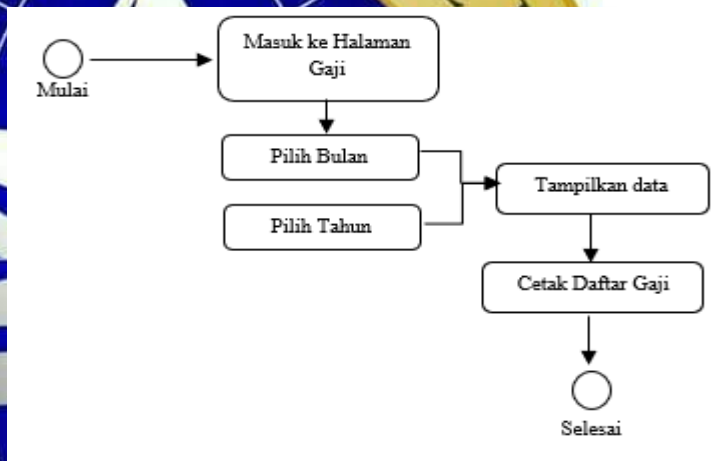 Masuk ke Halaman
Gaji
Mulai
Pilih Bulan
Tampilkan data
Pilih Tahun
Cetak Daftar Gaji
Selesai